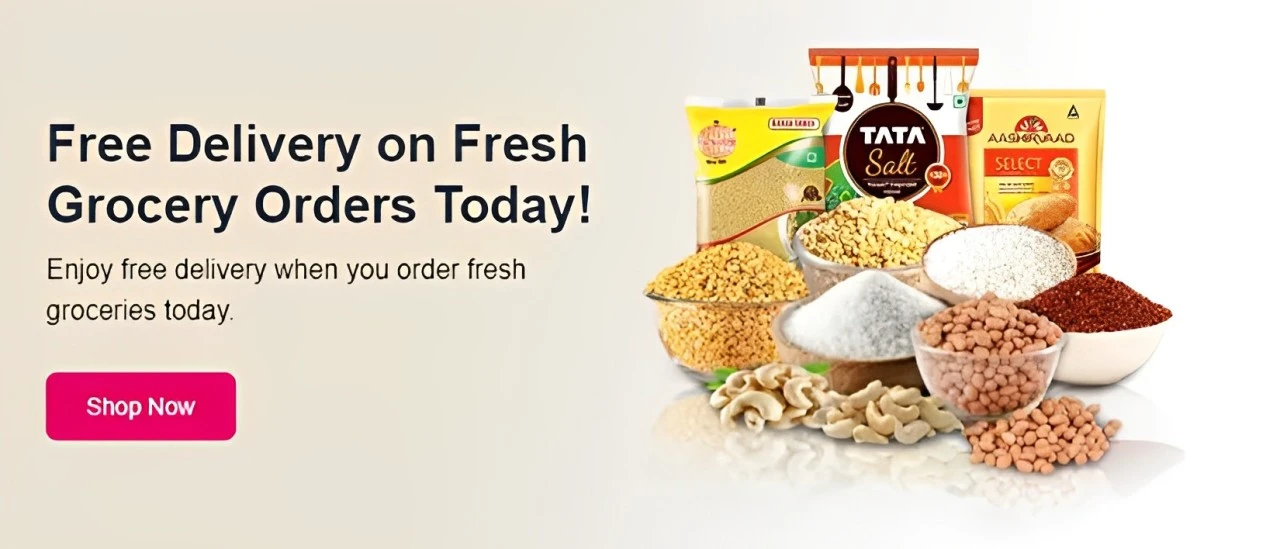 Free Delivery on Fresh
Grocery Orders Today!
Enjoy free delivery when you order fresh
groceries today.
Shop Now
TATA
Salt
SELECT